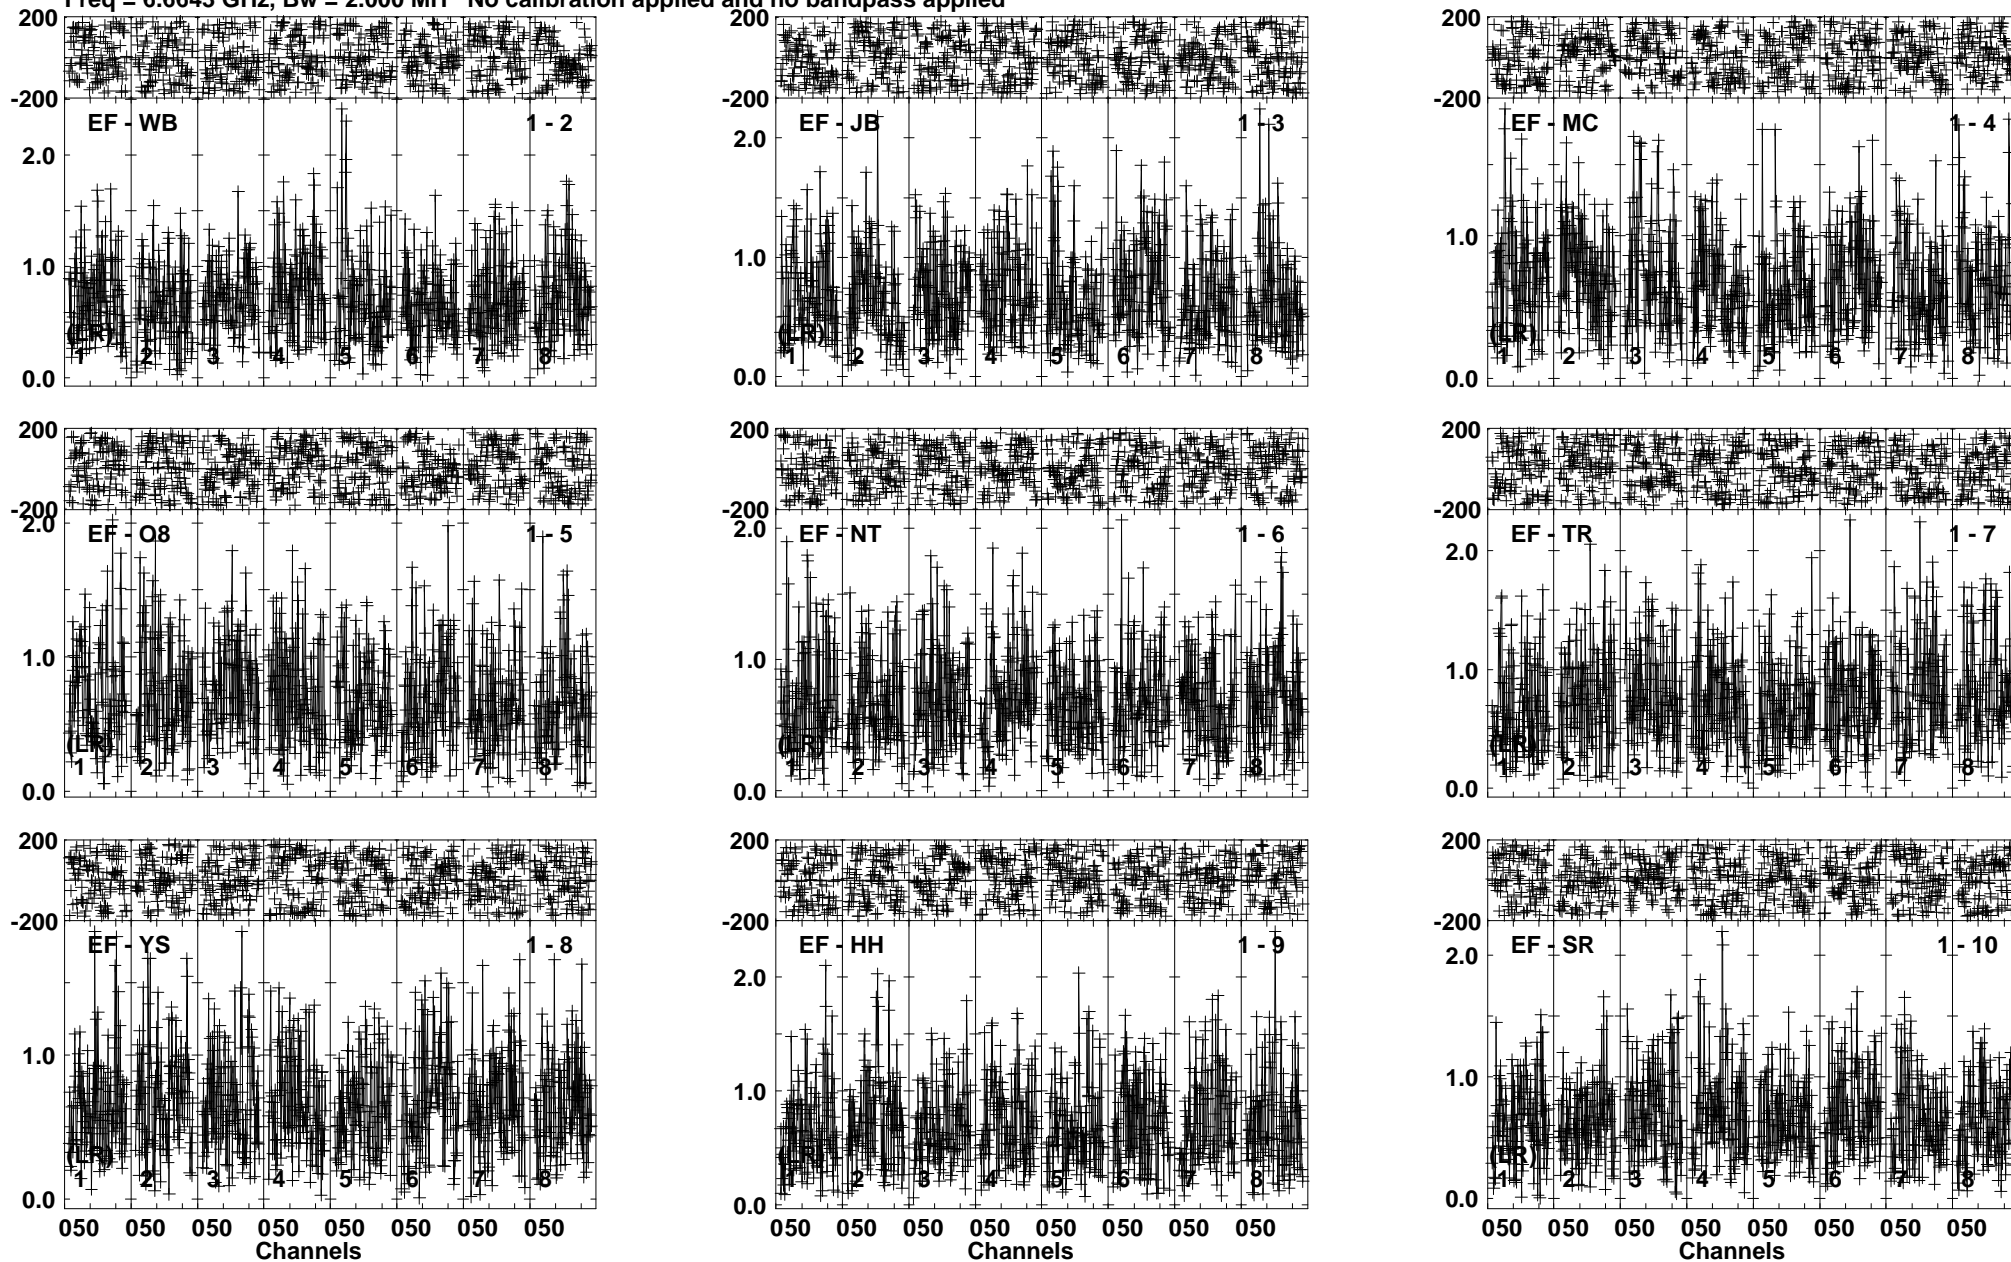 Freq = 6.6643 GHz, Bw = 2.000 MH No calibration applied and no bandpass applied
200 200 200
-200 -200 -200
EF - WB 1 - 2 EF - JB 1 - 3 EF - MC 1 - 4
2.0 2.0
1.0 1.0 1.0
(LR) (LR) (LR)
1 2 3 4 5 6 7 8 1 2 3 4 5 6 7 8 1 2 3 4 5 6 7 8
0.0 0.0 0.0
200 200 200
-200 -200 -200
2.0 2.0 2.0
EF - O8 1 - 5 EF - NT 1 - 6 EF - TR 1 - 7
1.0 1.0 1.0
(LR) (LR) (LR)
1 2 3 4 5 6 7 8 1 2 3 4 5 6 7 8 1 2 3 4 5 6 7 8
0.0 0.0 0.0
200 200 200
-200 -200 -200
EF - YS 1 - 8 EF - HH 1 - 9 EF - SR 1 - 10
2.0 2.0
1.0 1.0 1.0
(LR) (LR) (LR)
1 2 3 4 5 6 7 8 1 2 3 4 5 6 7 8 1 2 3 4 5 6 7 8
0.0 0.0 0.0
050 050 050 050 050 050 050 050 050 050 050 050 050 050 050 050 050 050 050 050 050 050 050 050
Channels Channels Channels